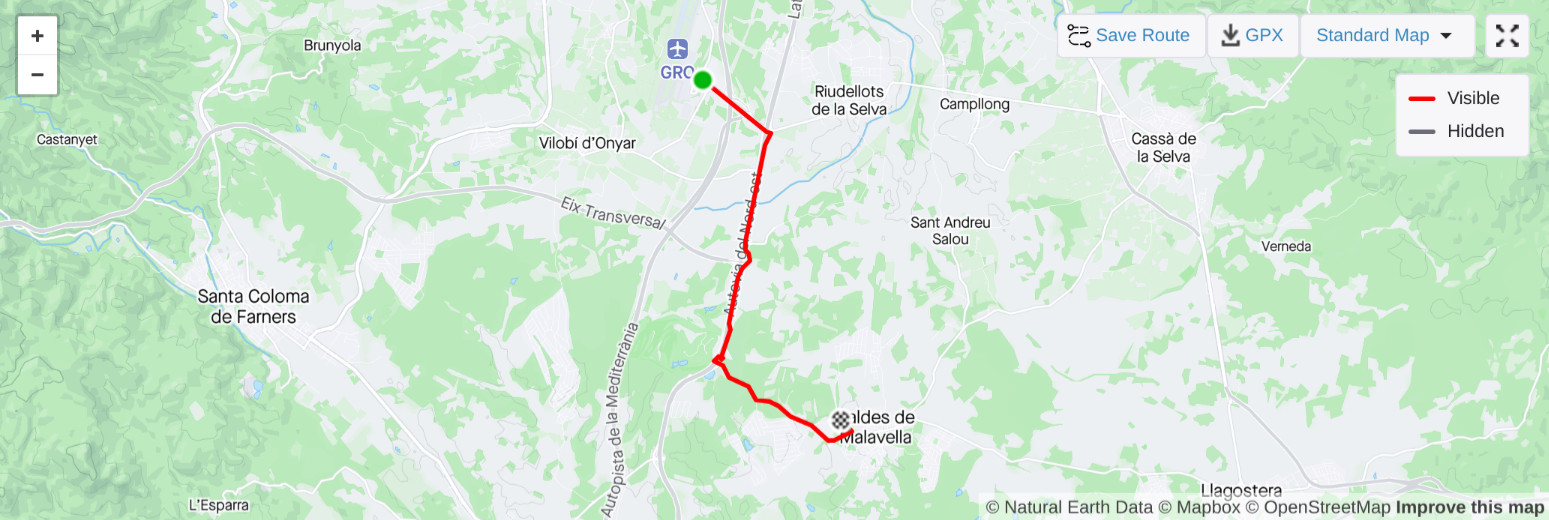 +
−
Brunyola
GRO
Lat
Save Route
GPX
Standard Map
Visible
Hidden
Riudellots
de la Selva
Campllong
Castanyet
Vilobí d'Onyar
Cassà de
la Selva
Eix Transversal
Autovia del Nord-est
Sant Andreu
Salou
Verneda
Santa Coloma
de Farners
Autopista de la Mediterrània
aldes de
Malavella
L'Esparra
Llagostera
© Natural Earth Data © Mapbox © OpenStreetMap Improve this map